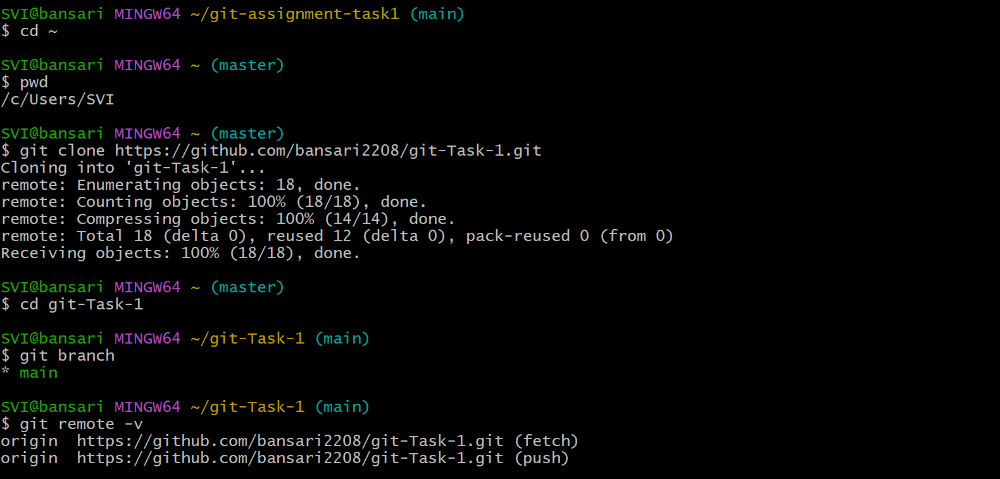 SVI@bansari MINGW64 ~/git-assignment-task1 (main)
$ cd ~
SVI@bansari MINGW64 ~ (master)
$ pwd
/c/Users/SVI
SVI@bansari MINGW64 ~ (master)
$ git clone https://github.com/bansari2208/git-Task-1.git
Cloning into 'git-Task-1'...
remote: Enumerating objects: 18, done.
remote: Counting objects: 100% (18/18), done.
remote: Compressing objects: 100% (14/14), done.
remote: Total 18 (delta 0), reused 12 (delta 0), pack-reused 0 (from 0)
Receiving objects: 100% (18/18), done.
SVI@bansari MINGW64 ~ (master)
$ cd git-Task-1
SVI@bansari MINGW64 ~/git-Task-1 (main)
$ git branch
* main
SVI@bansari MINGW64 ~/git-Task-1 (main)
$ git remote -v
origin  https://github.com/bansari2208/git-Task-1.git (fetch)
origin  https://github.com/bansari2208/git-Task-1.git (push)